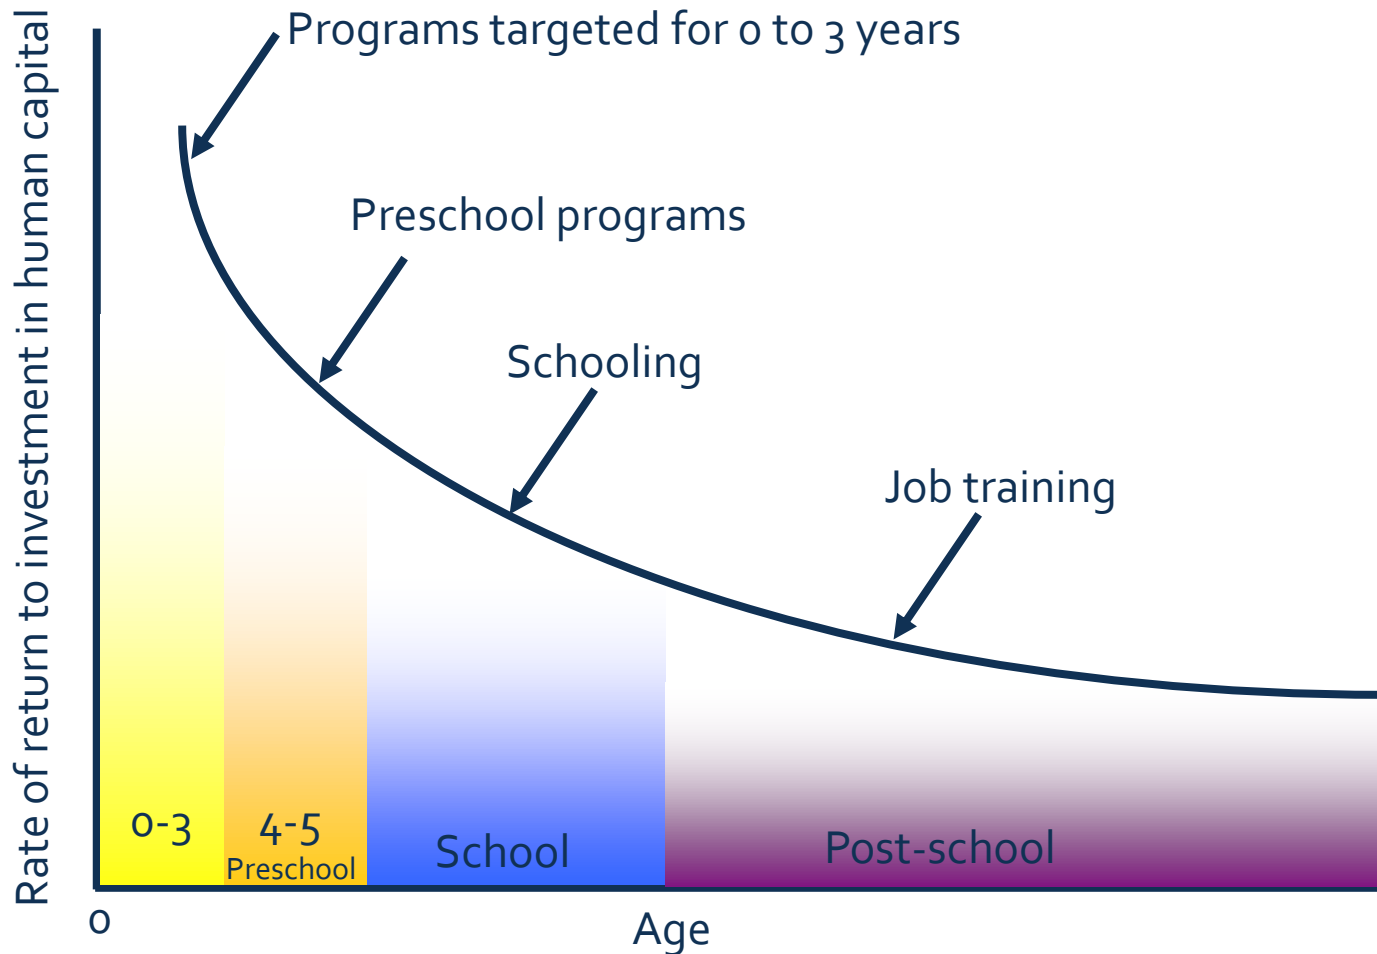 Programs targeted for 0 to 3 years
Preschool programs
Schooling
Job training
Rate of return to investment in human capital
0-3
4-5
Preschool
School
Post-school
0
Age